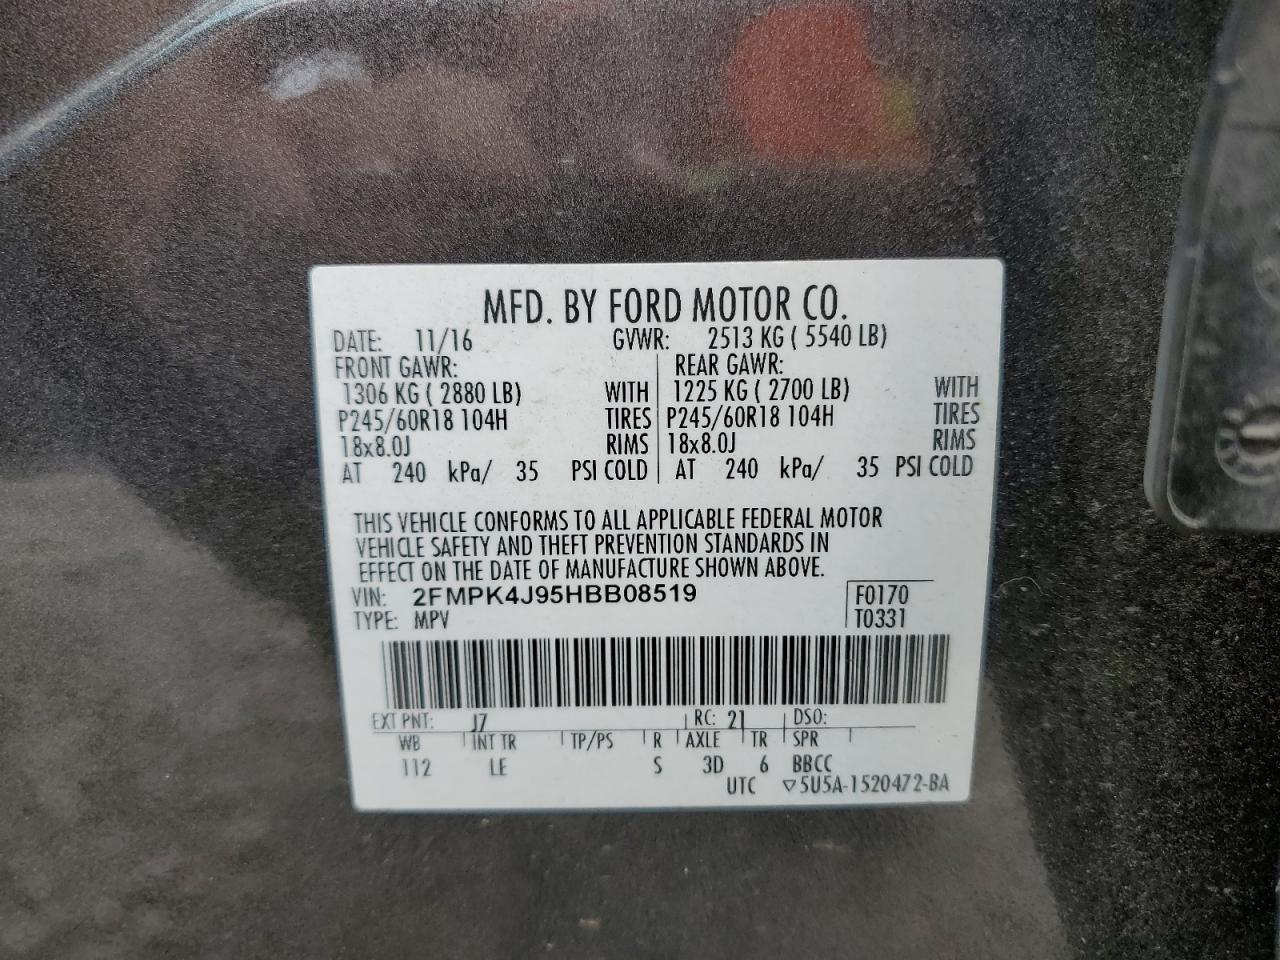 MFD. BY FORD MOTOR CO.
DATE: 11/16 GVWR: 2513 KG ( 5540 LB)
FRONT GAWR: REAR GAWR:
1306 KG ( 2880 LB) WITH 1225 KG ( 2700 LB) WITH
P245/60R18 104H TIRES P245/60R18 104H TIRES
18x8.0J RIMS 18x8.0J RIMS
AT 240 kPa/ 35 PSI COLD AT 240 kPa/ 35 PSI COLD
THIS VEHICLE CONFORMS TO ALL APPLICABLE FEDERAL MOTOR
VEHICLE SAFETY AND THEFT PREVENTION STANDARDS IN
EFFECT ON THE DATE OF MANUFACTURE SHOWN ABOVE.
VIN: 2FMPK4J95HBB08519 F0170
TYPE: MPV T0331
EXT PNT: J7 RC: 21 DSO:
WB INT TR TP/PS R AXLE TR SPR
112 LE S 3D 6 BBCC
UTC ▽5U5A-1520472-BA